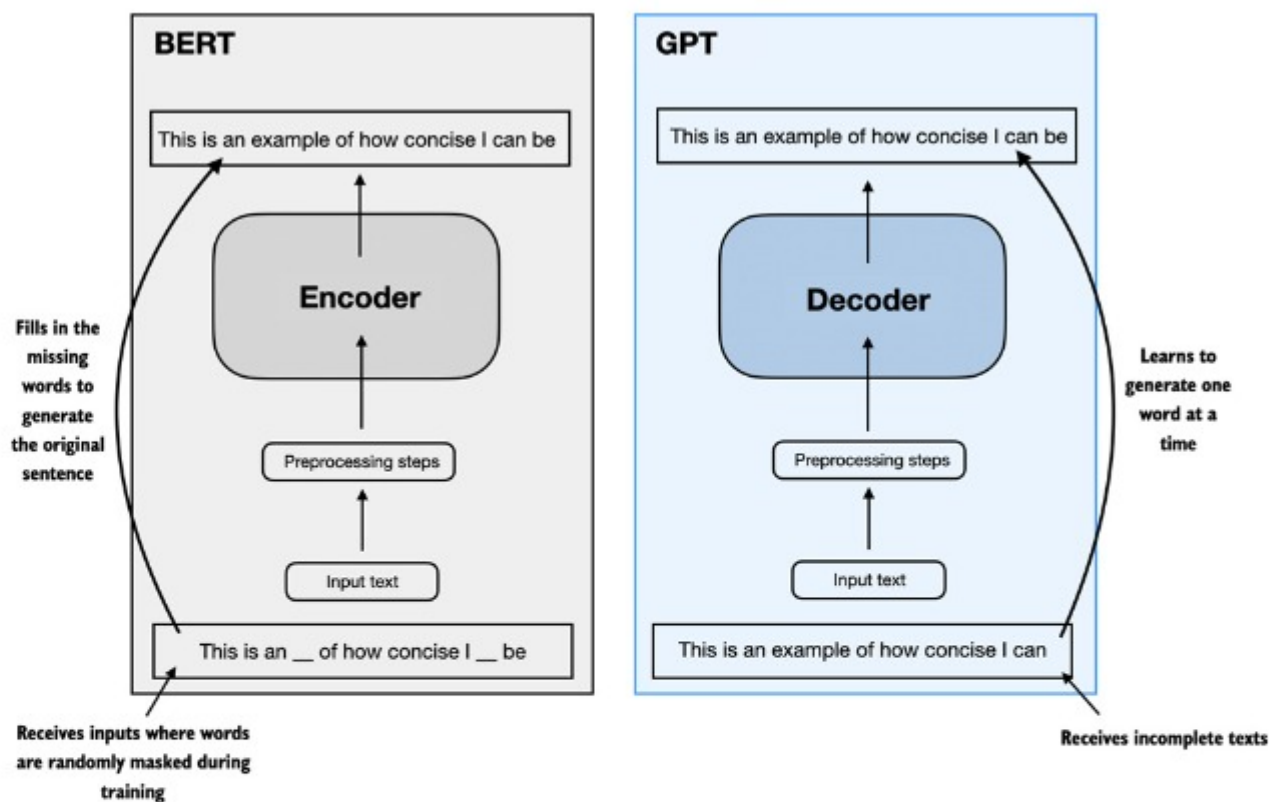 BERT
This is an example of how concise I can be
Encoder
Fills in the
missing
words to
generate
the original
sentence
Preprocessing steps
Input text
This is an __ of how concise I __ be
Receives inputs where words
are randomly masked during
training
GPT
This is an example of how concise I can be
Decoder
Learns to
generate one
word at a
time
Preprocessing steps
Input text
This is an example of how concise I can
Receives incomplete texts